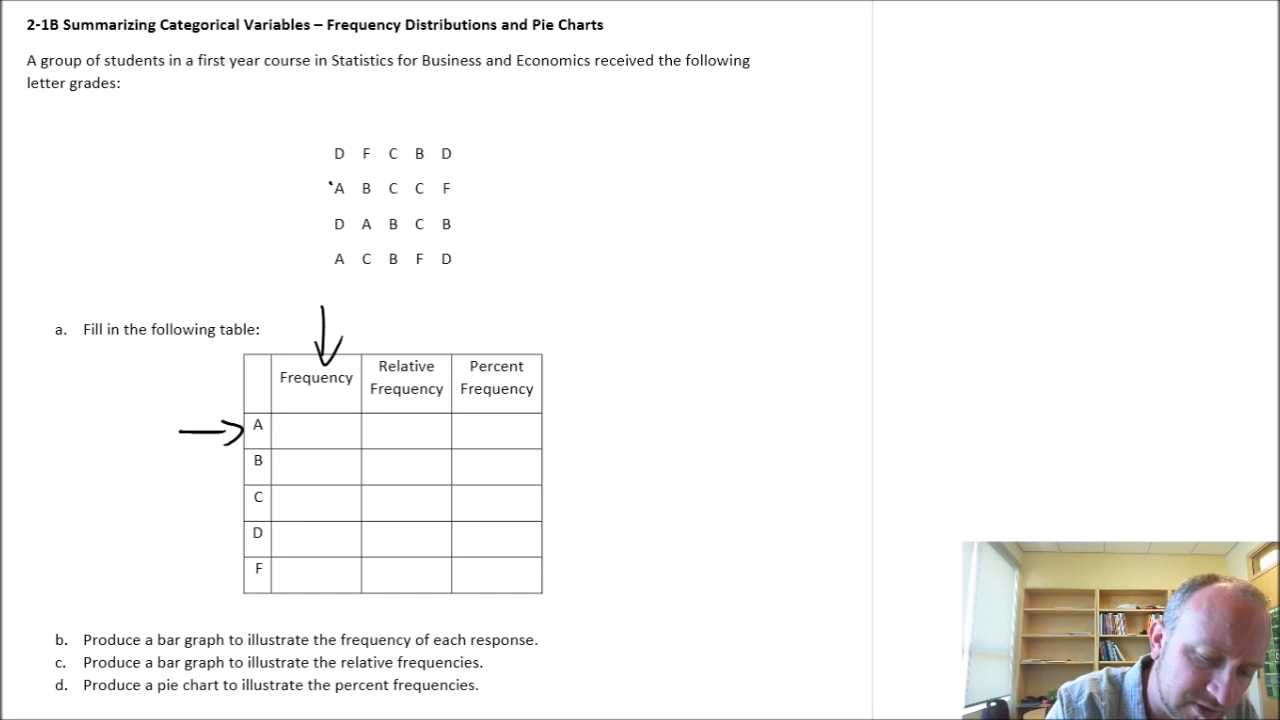 2-1B Summarizing Categorical Variables – Frequency Distributions and Pie Charts
A group of students in a first year course in Statistics for Business and Economics received the following
letter grades:
D F C B D
A B C C F
D A B C B
A C B F D
a. Fill in the following table:
Frequency Relative Frequency Percent Frequency
A
B
C
D
F
b. Produce a bar graph to illustrate the frequency of each response.
c. Produce a bar graph to illustrate the relative frequencies.
d. Produce a pie chart to illustrate the percent frequencies.